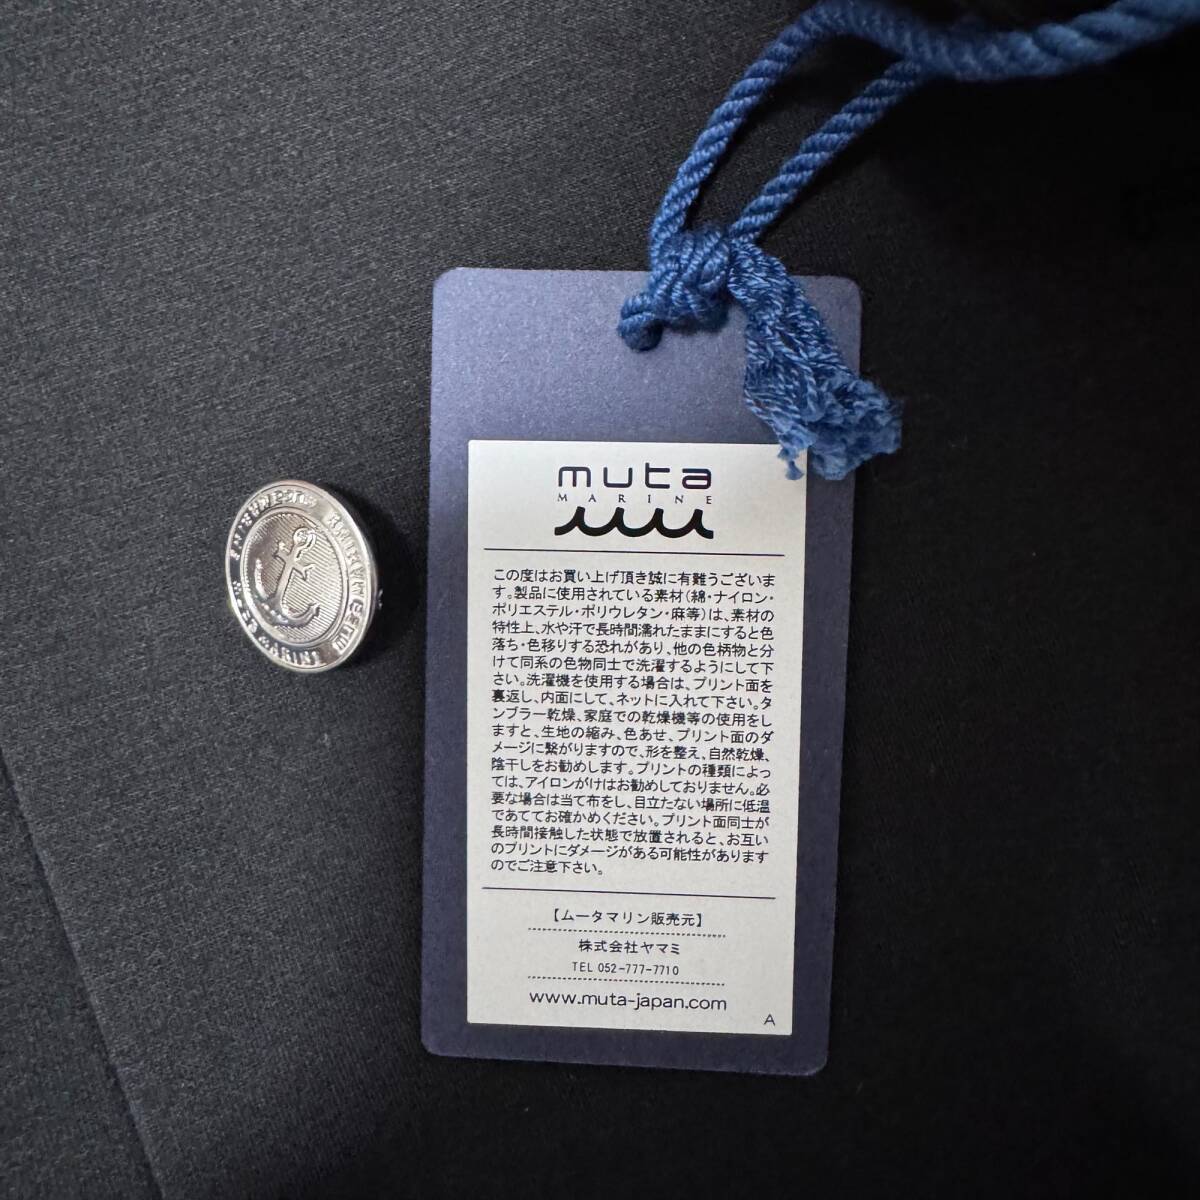 muta
MARINE
この度はお買い上げ頂き誠に有難うございま
す。製品に使用されている素材(綿・ナイロン・
ポリエステル・ポリウレタン・麻等)は、素材の
特性上、水や汗で長時間濡れたままにすると色
落ち・色移りする恐れがあり、他の色柄物と分
けて同系の色物同士で洗濯するようにして下
さい。洗濯機を使用する場合は、プリント面を
裏返し、内面にして、ネットに入れて下さい。タ
ンブラー乾燥、家庭での乾燥機等の使用をし
ますと、生地の縮み、色あせ、プリント面のダ
メージに繋がりますので、形を整え、自然乾燥、
陰干しをお勧めします。プリントの種類によっ
ては、アイロンがけはお勧めしておりません。必
要な場合は当て布をし、目立たない場所に低温
であててお確かめください。プリント面同士が
長時間接触した状態で放置されると、お互い
のプリントにダメージがある可能性があります
のでご注意下さい。
【ムータマリン販売元】
株式会社ヤマミ
TEL 052-777-7710
www.muta-japan.com
A